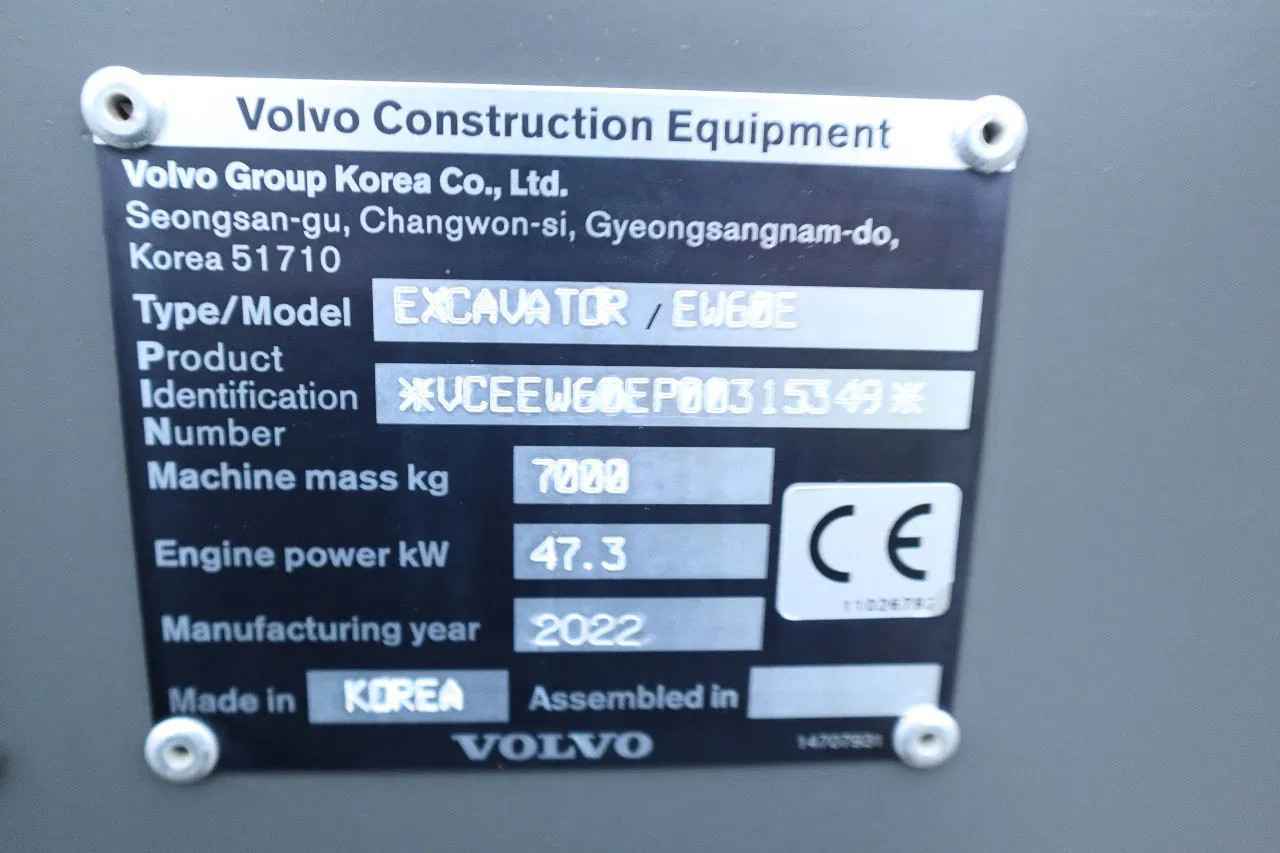 Volvo Construction Equipment
Volvo Group Korea Co., Ltd.
Seongsan-gu, Changwon-si, Gyeongsangnam-do,
Korea 51710
Type/Model EXCAVATOR / EW60E
Product
Identification *VCEEW60EP00315349*
Number
Machine mass kg 7000
Engine power kW 47.3
CE
11026782
Manufacturing year 2022
Made in KOREA Assembled in
VOLVO 14707931